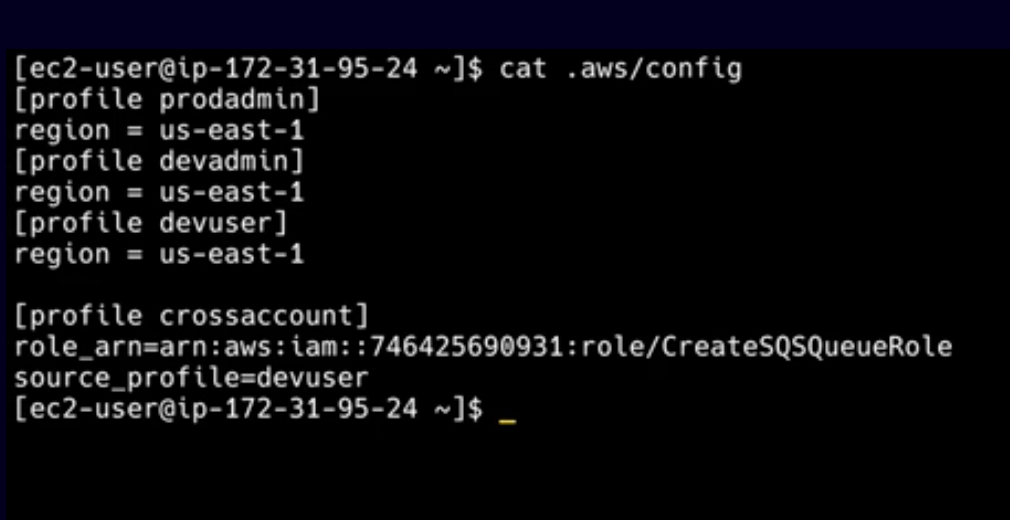 [ec2-user@ip-172-31-95-24 ~]$ cat .aws/config
[profile prodadmin]
region = us-east-1
[profile devadmin]
region = us-east-1
[profile devuser]
region = us-east-1

[profile crossaccount]
role_arn=arn:aws:iam::746425690931:role/CreateSQSQueueRole
source_profile=devuser
[ec2-user@ip-172-31-95-24 ~]$ _